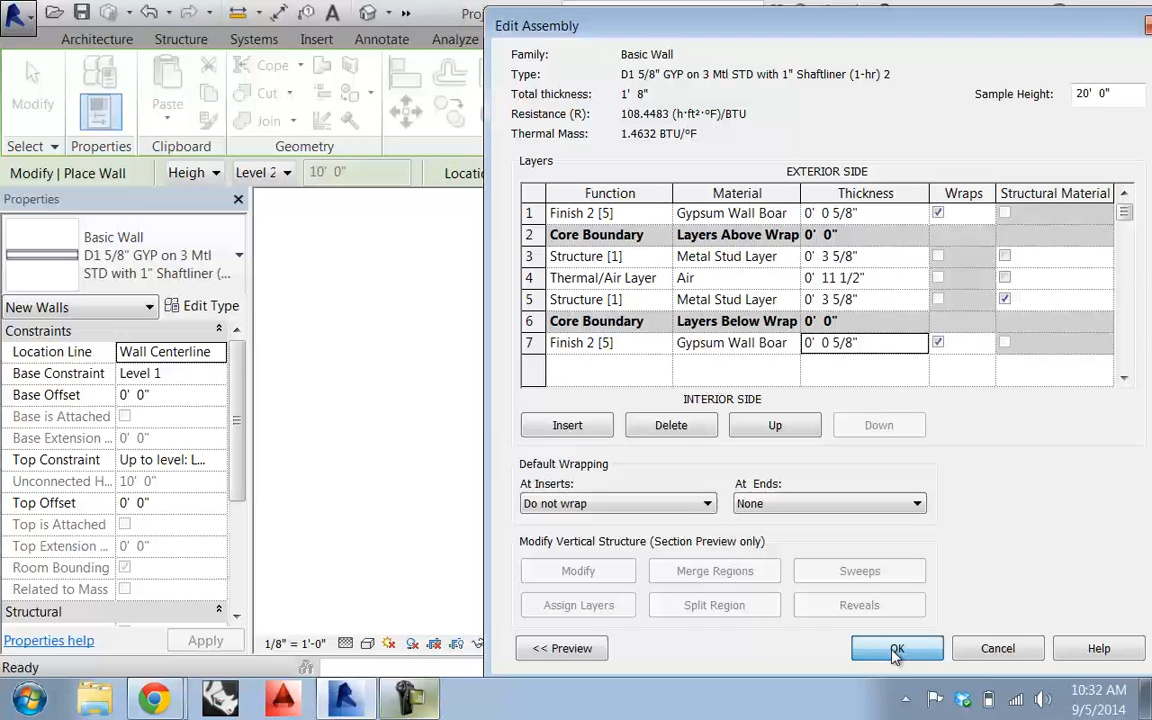 Proj
Edit Assembly
Architecture Structure Systems Insert Annotate Analyze
Family: Basic Wall
Type: D1 5/8" GYP on 3 Mtl STD with 1" Shaftliner (1-hr) 2
Total thickness: 1' 8" Sample Height: 20' 0"
Resistance (R): 108.4483 (h·ft²·°F)/BTU
Thermal Mass: 1.4632 BTU/°F
Modify Paste Cope Cut Join
Select Properties Clipboard Geometry
Modify | Place Wall Heigh Level 2 10' 0" Locatio
Layers
EXTERIOR SIDE
Function Material Thickness Wraps Structural Material
1 Finish 2 [5] Gypsum Wall Boar 0' 0 5/8"
2 Core Boundary Layers Above Wrap 0' 0"
3 Structure [1] Metal Stud Layer 0' 3 5/8"
4 Thermal/Air Layer Air 0' 11 1/2"
5 Structure [1] Metal Stud Layer 0' 3 5/8"
6 Core Boundary Layers Below Wrap 0' 0"
7 Finish 2 [5] Gypsum Wall Boar 0' 0 5/8"
INTERIOR SIDE
Insert Delete Up Down
Default Wrapping
At Inserts: At Ends:
Do not wrap None
Modify Vertical Structure (Section Preview only)
Modify Merge Regions Sweeps
Assign Layers Split Region Reveals
<< Preview OK Cancel Help
Properties
Basic Wall
D1 5/8" GYP on 3 Mtl
STD with 1" Shaftliner (...
New Walls Edit Type
Constraints
Location Line Wall Centerline
Base Constraint Level 1
Base Offset 0' 0"
Base is Attached
Base Extension ... 0' 0"
Room Bounding
Top Constraint Up to level: L...
Unconnected H... 10' 0"
Top Offset 0' 0"
Top is Attached
Top Extension ... 0' 0"
Room Bounding
Related to Mass
Structural
Properties help Apply
1/8" = 1'-0"
Ready
10:32 AM
9/5/2014